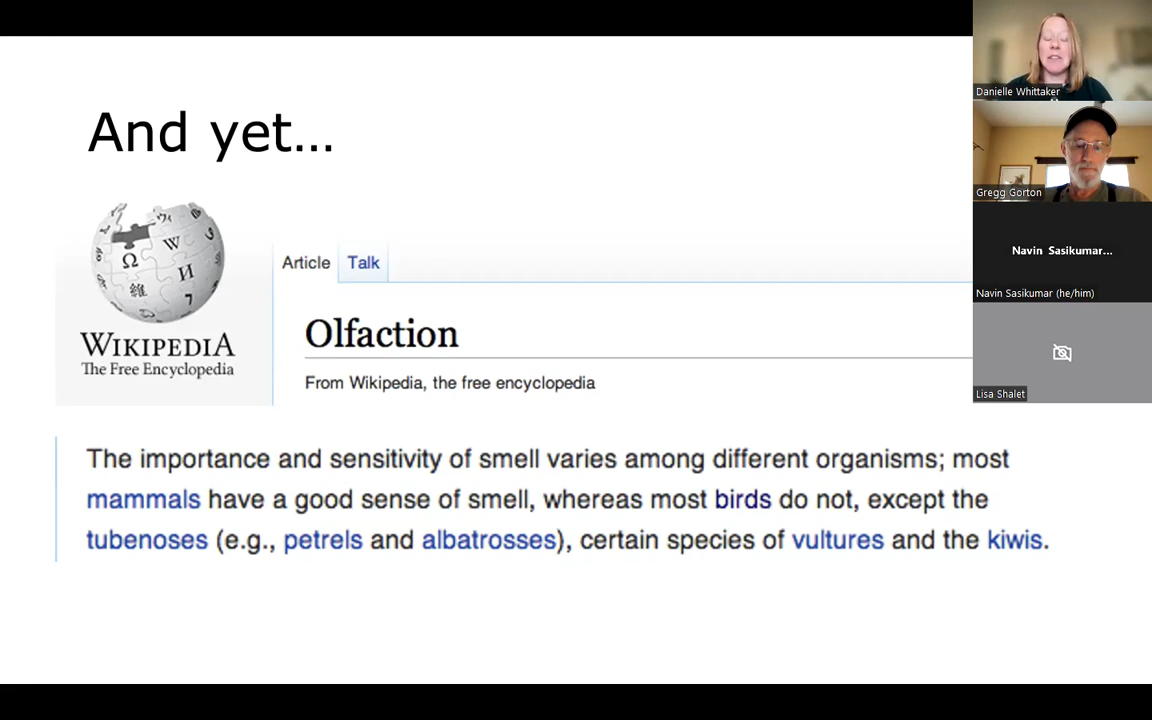 And yet...
WIKIPEDIA
The Free Encyclopedia
Article Talk
Olfaction
From Wikipedia, the free encyclopedia
The importance and sensitivity of smell varies among different organisms; most
mammals have a good sense of smell, whereas most birds do not, except the
tubenoses (e.g., petrels and albatrosses), certain species of vultures and the kiwis.
Danielle Whittaker
Gregg Gorton
Navin Sasikumar...
Navin Sasikumar (he/him)
Lisa Shalet